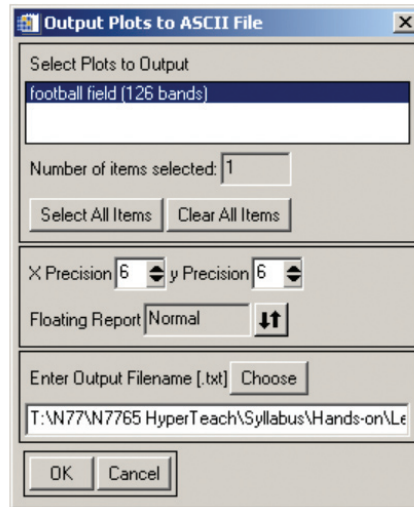 Output Plots to ASCII File
Select Plots to Output
football field (126 bands)
Number of items selected: 1
Select All Items Clear All Items
X Precision 6 y Precision 6
Floating Report Normal
Enter Output Filename [.txt] Choose
T:\N77\N7765 HyperTeach\Syllabus\Hands-on\Le
OK Cancel